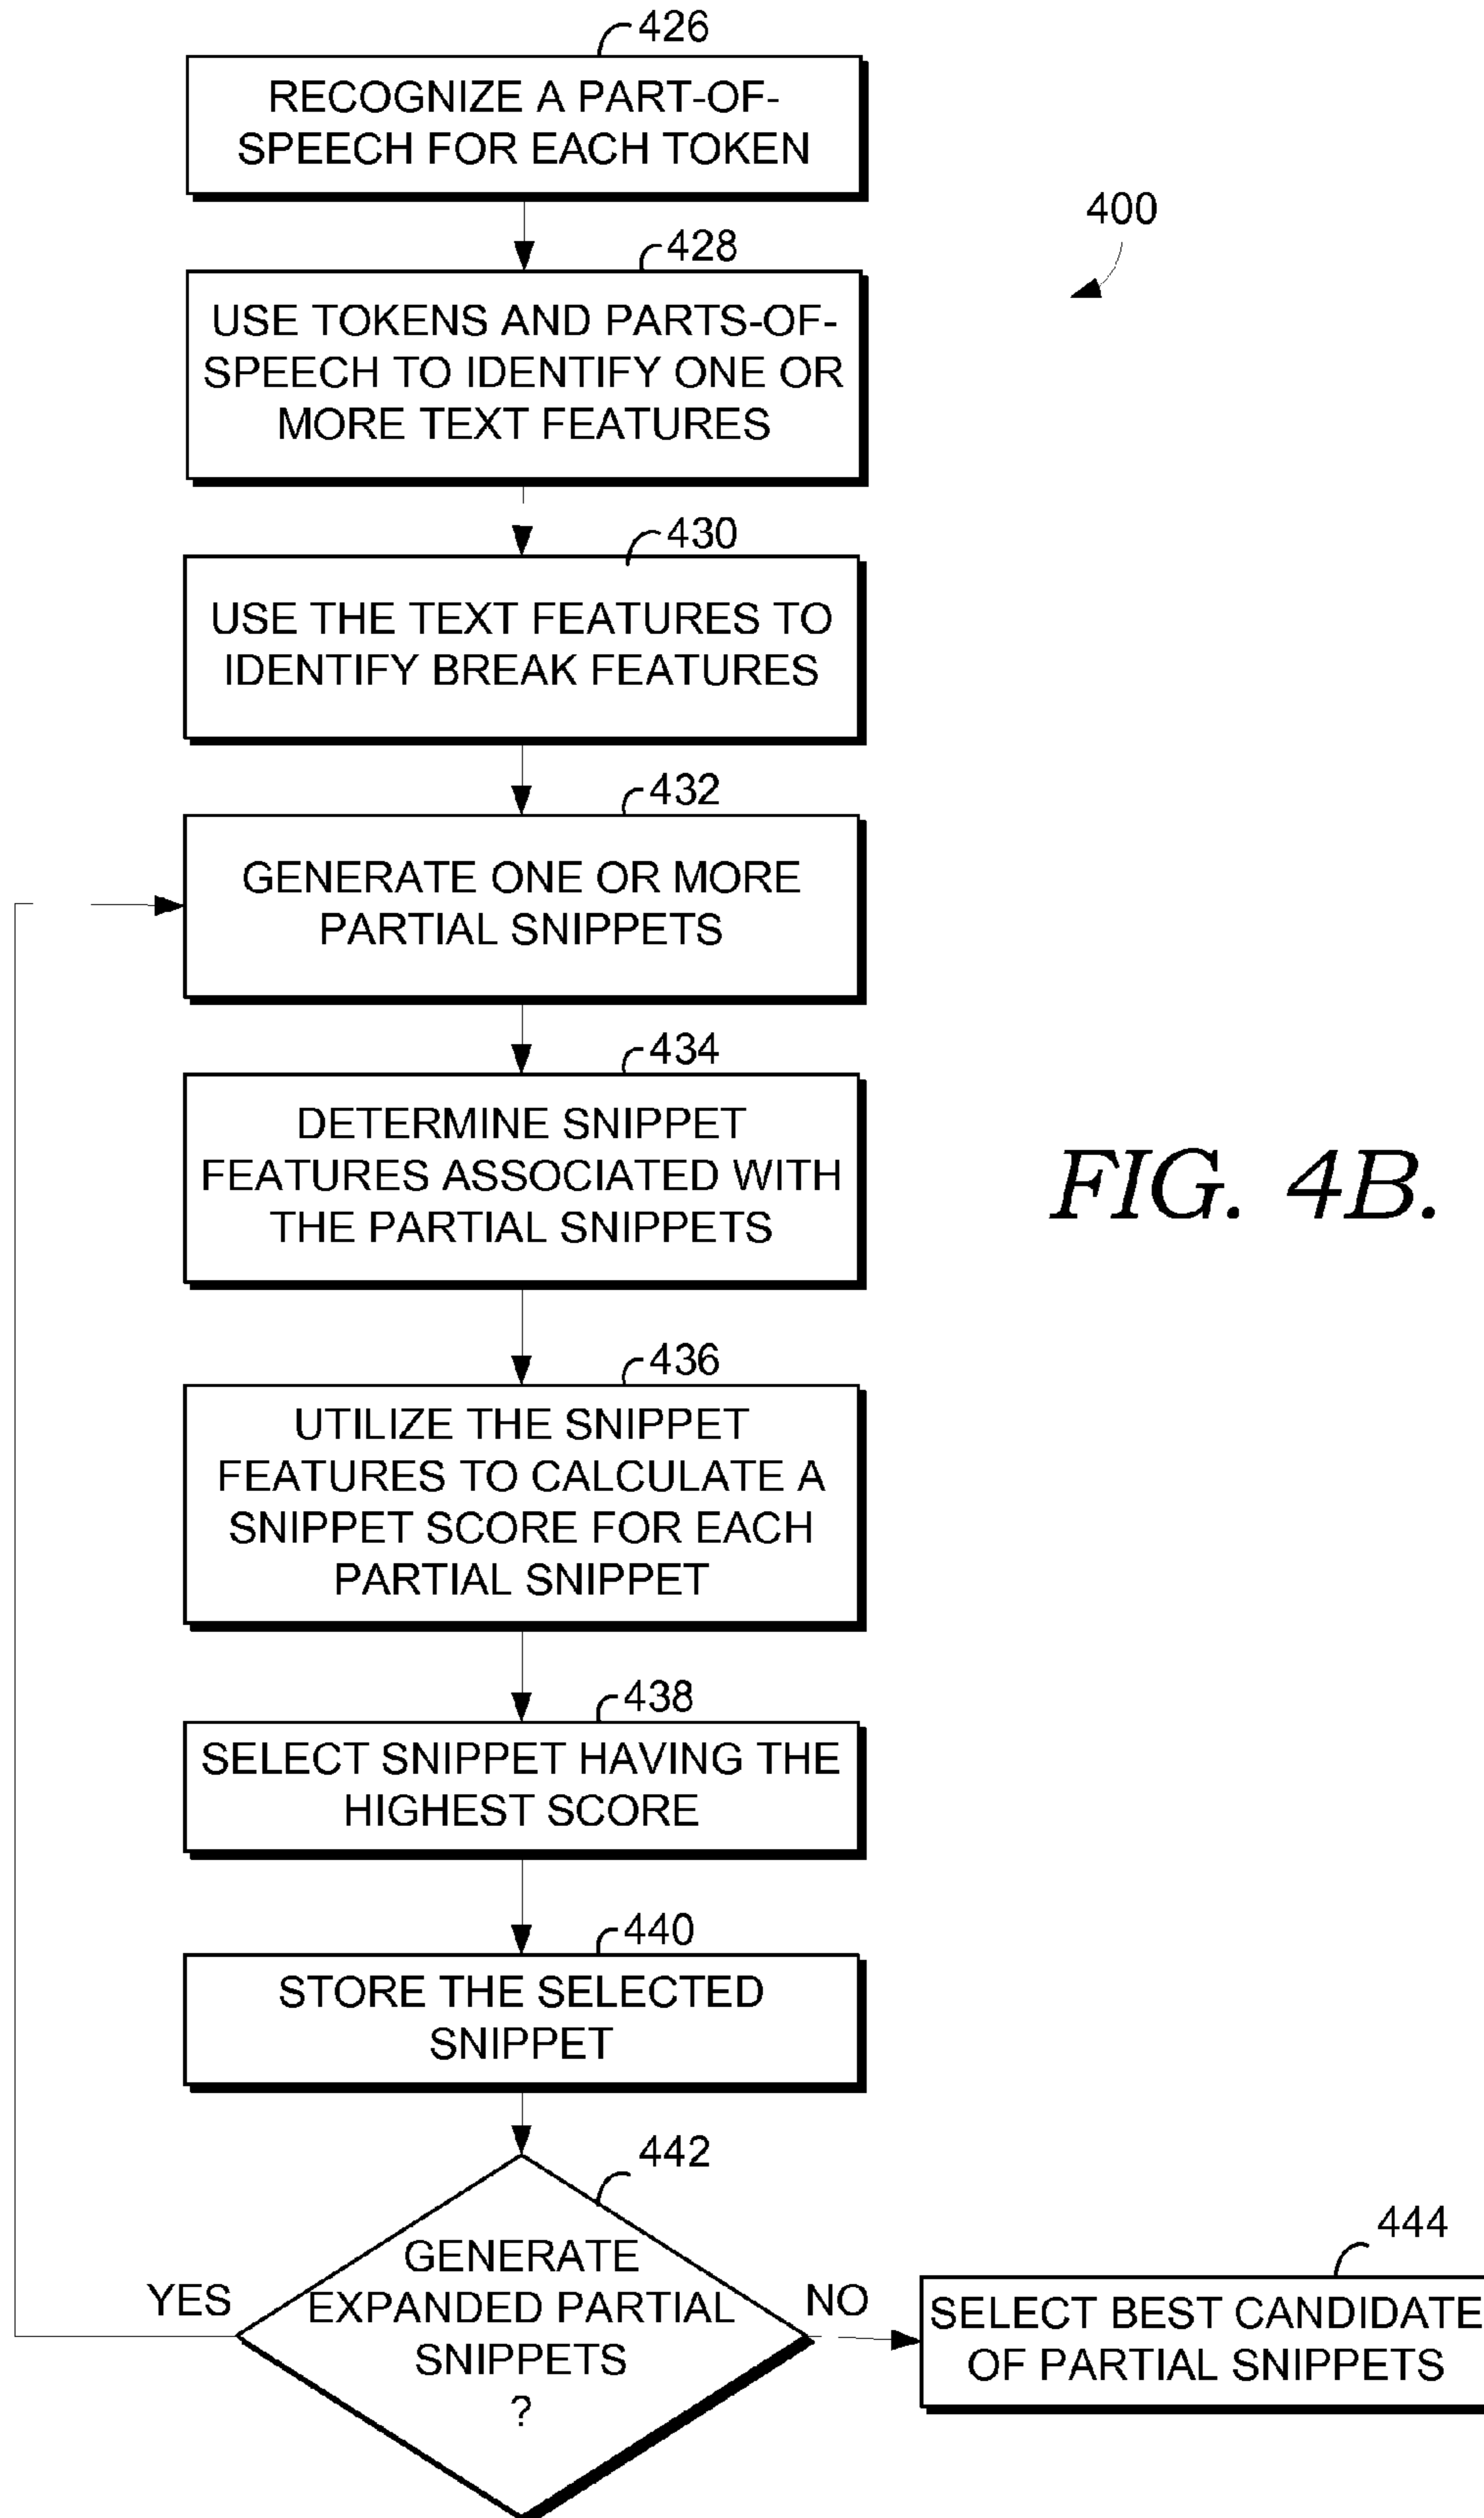 426
RECOGNIZE A PART-OF-
SPEECH FOR EACH TOKEN
400
428
USE TOKENS AND PARTS-OF-
SPEECH TO IDENTIFY ONE OR
MORE TEXT FEATURES
430
USE THE TEXT FEATURES TO
IDENTIFY BREAK FEATURES
432
GENERATE ONE OR MORE
PARTIAL SNIPPETS
434
DETERMINE SNIPPET
FEATURES ASSOCIATED WITH
THE PARTIAL SNIPPETS
FIG. 4B.
436
UTILIZE THE SNIPPET
FEATURES TO CALCULATE A
SNIPPET SCORE FOR EACH
PARTIAL SNIPPET
438
SELECT SNIPPET HAVING THE
HIGHEST SCORE
440
STORE THE SELECTED
SNIPPET
442
GENERATE
EXPANDED PARTIAL
SNIPPETS
?
YES
NO
444
SELECT BEST CANDIDATE
OF PARTIAL SNIPPETS